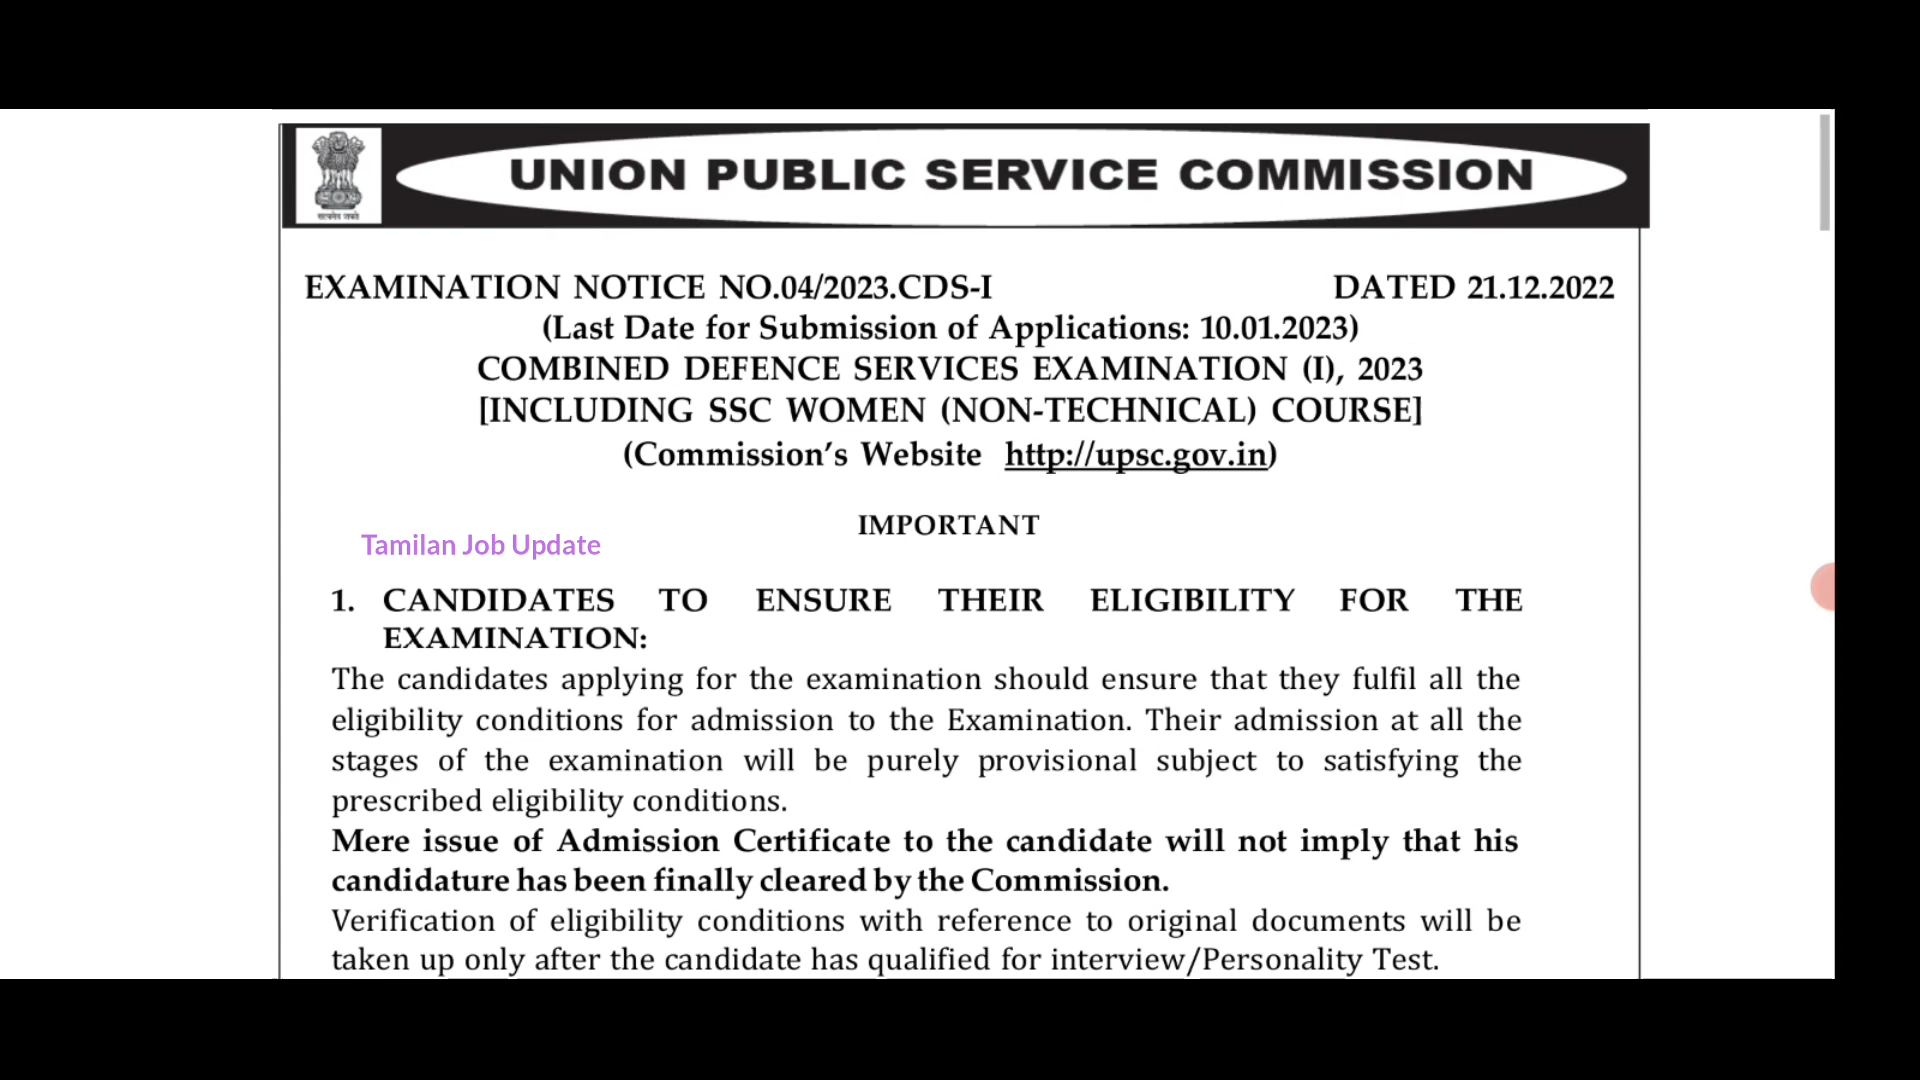 सत्यमेव जयते
UNION PUBLIC SERVICE COMMISSION
EXAMINATION NOTICE NO.04/2023.CDS-I DATED 21.12.2022
(Last Date for Submission of Applications: 10.01.2023)
COMBINED DEFENCE SERVICES EXAMINATION (I), 2023
[INCLUDING SSC WOMEN (NON-TECHNICAL) COURSE]
(Commission’s Website http://upsc.gov.in)
IMPORTANT
Tamilan Job Update
1. CANDIDATES TO ENSURE THEIR ELIGIBILITY FOR THE
EXAMINATION:
The candidates applying for the examination should ensure that they fulfil all the
eligibility conditions for admission to the Examination. Their admission at all the
stages of the examination will be purely provisional subject to satisfying the
prescribed eligibility conditions.
Mere issue of Admission Certificate to the candidate will not imply that his
candidature has been finally cleared by the Commission.
Verification of eligibility conditions with reference to original documents will be
taken up only after the candidate has qualified for interview/Personality Test.